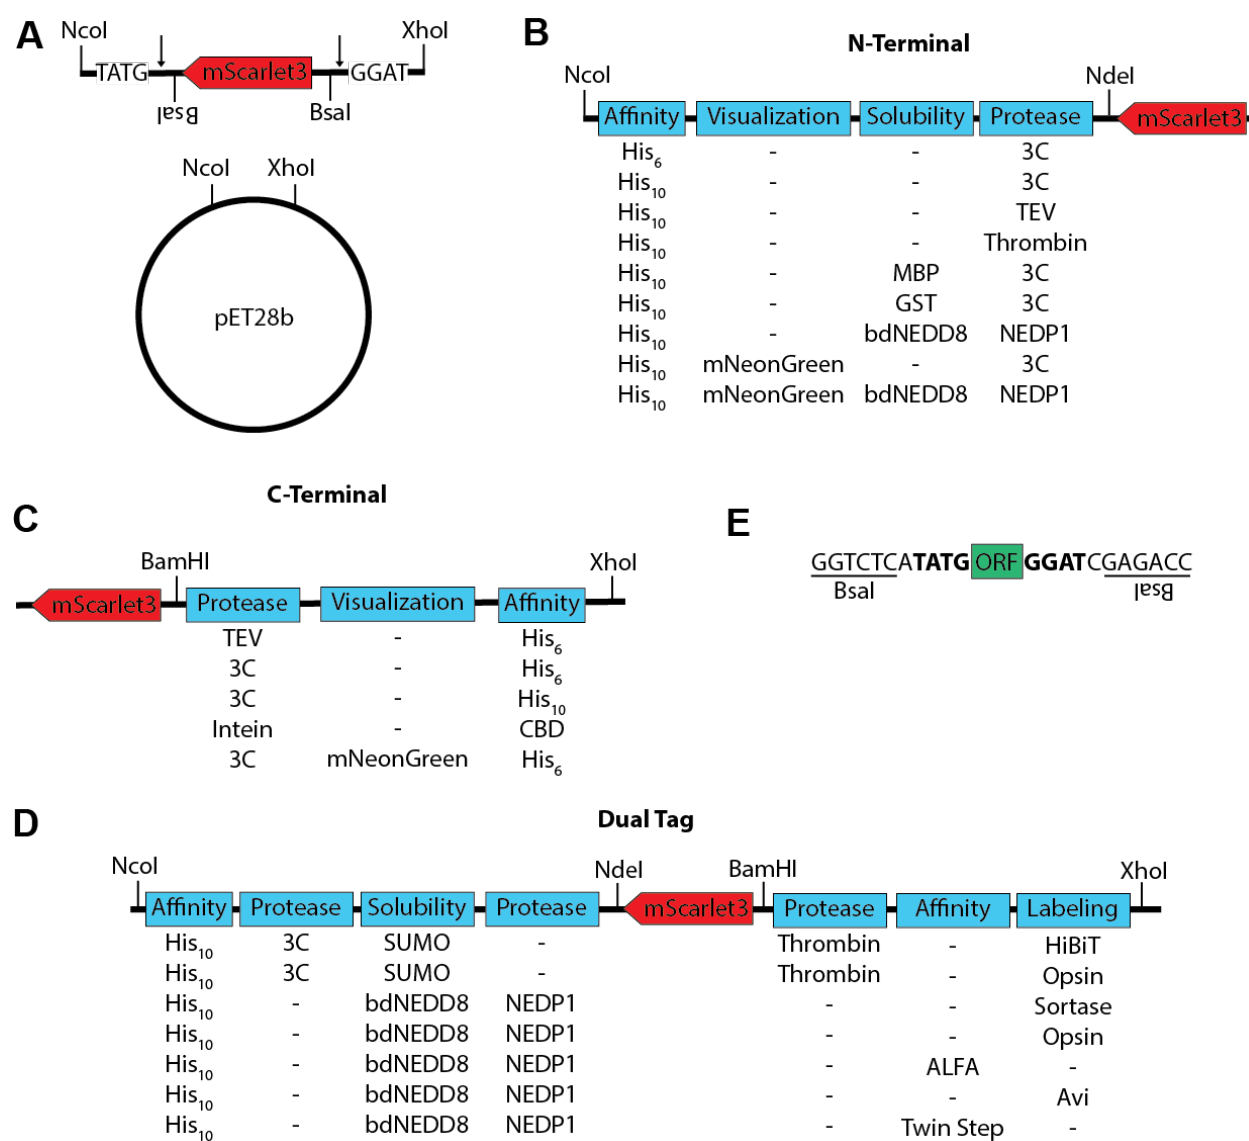 A
NcoI
XhoI
TATG
mScarlet3
GGAT
BsaI
BsaI
NcoI
XhoI
pET28b
B
N-Terminal
NcoI
NdeI
Affinity Visualization Solubility Protease mScarlet3
His6 - - 3C
His10 - - 3C
His10 - - TEV
His10 - - Thrombin
His10 - MBP 3C
His10 - GST 3C
His10 - bdNEDD8 NEDP1
His10 mNeonGreen - 3C
His10 mNeonGreen bdNEDD8 NEDP1
C
C-Terminal
BamHI
XhoI
mScarlet3 Protease Visualization Affinity
TEV - His6
3C - His6
3C - His10
Intein - CBD
3C mNeonGreen His6
E
GGTCTCATATG ORF GGATCGAGACC
BsaI
BsaI
D
Dual Tag
NcoI
NdeI
BamHI
XhoI
Affinity Protease Solubility Protease mScarlet3 Protease Affinity Labeling
His10 3C SUMO - Thrombin - HiBiT
His10 3C SUMO - Thrombin - Opsin
His10 - bdNEDD8 NEDP1 - - Sortase
His10 - bdNEDD8 NEDP1 - - Opsin
His10 - bdNEDD8 NEDP1 - ALFA -
His10 - bdNEDD8 NEDP1 - - Avi
His10 - bdNEDD8 NEDP1 - Twin Step -